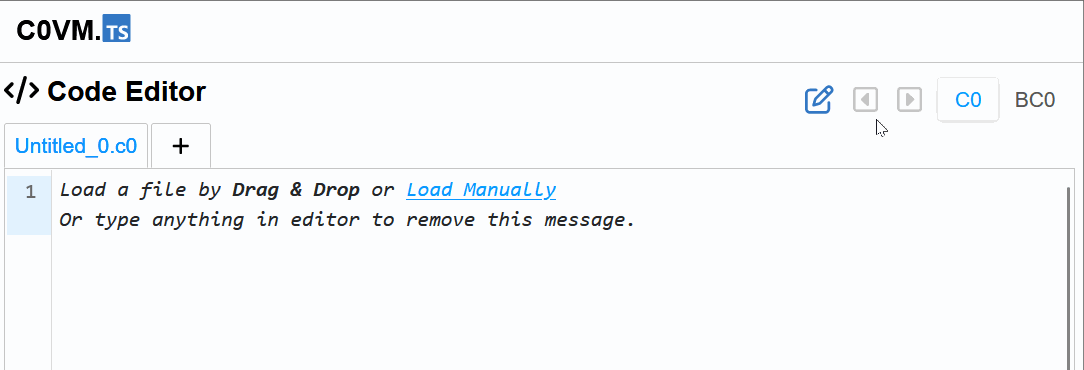 C0VM.TS
</> Code Editor
C0 BC0
Untitled_0.c0 +
1 Load a file by Drag & Drop or Load Manually
Or type anything in editor to remove this message.